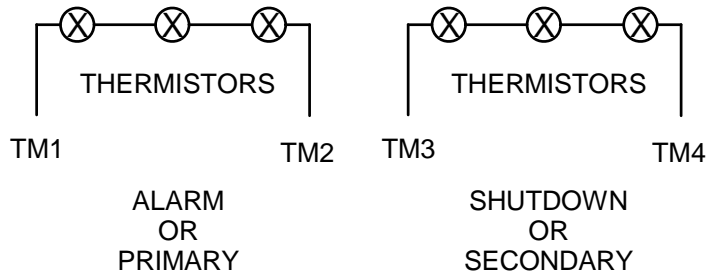 THERMISTORS
TM1
TM2
ALARM
OR
PRIMARY
THERMISTORS
TM3
TM4
SHUTDOWN
OR
SECONDARY